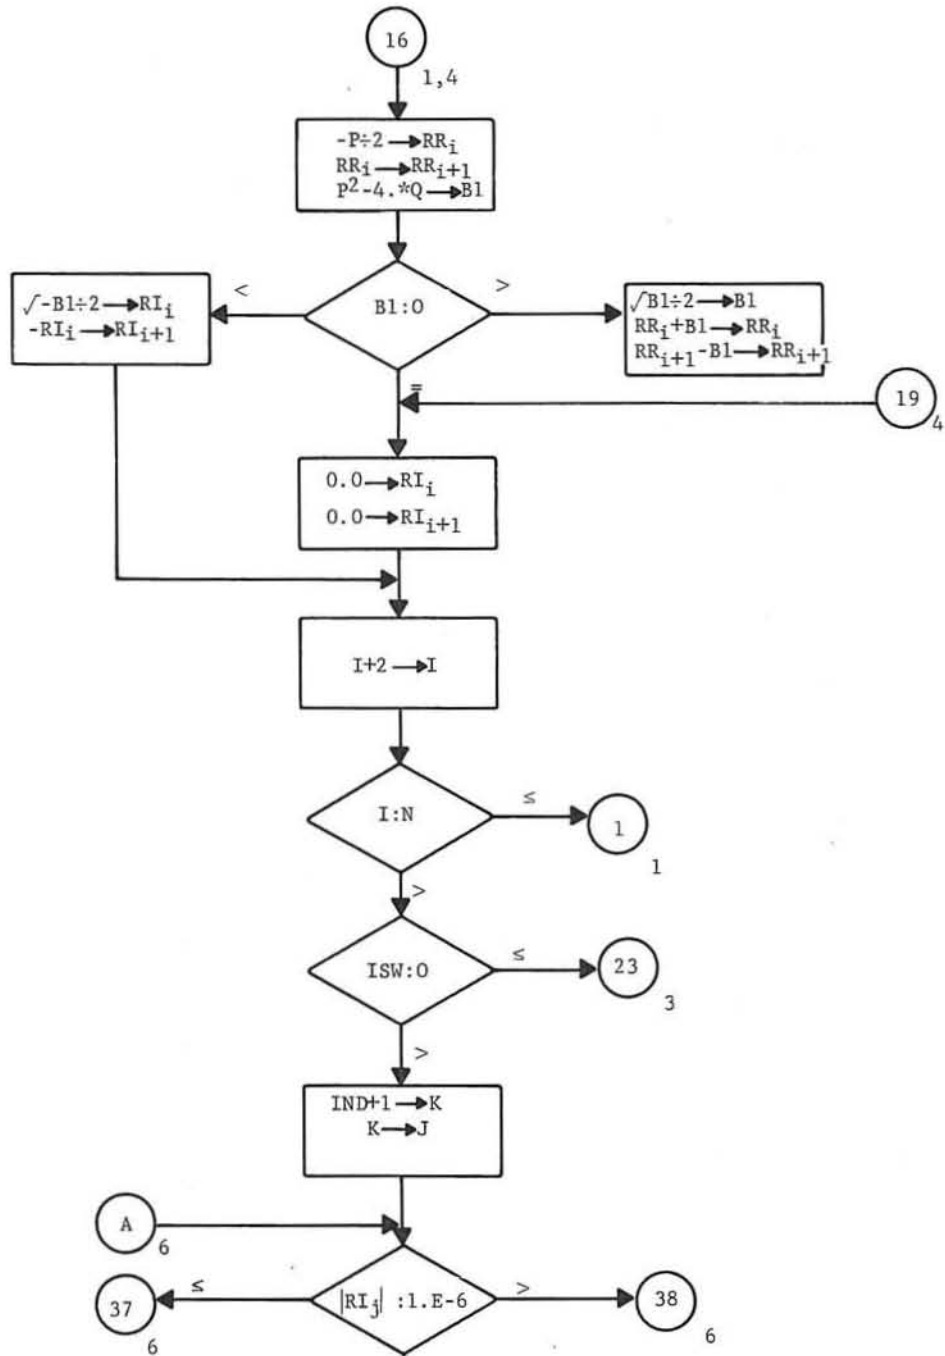 16
1,4
-P÷2→RRᵢ
RRᵢ→RRᵢ₊₁
P²-4.*Q→B1
<
B1:0
>
√-B1÷2→RIᵢ
-RIᵢ→RIᵢ₊₁
√B1÷2→B1
RRᵢ+B1→RRᵢ
RRᵢ₊₁-B1→RRᵢ₊₁
=
19
4
0.0→RIᵢ
0.0→RIᵢ₊₁
I+2→I
I:N
≤
1
1
>
ISW:0
≤
23
3
>
IND+1→K
K→J
A
6
≤
|RIⱼ| :1.E-6
>
37
6
38
6